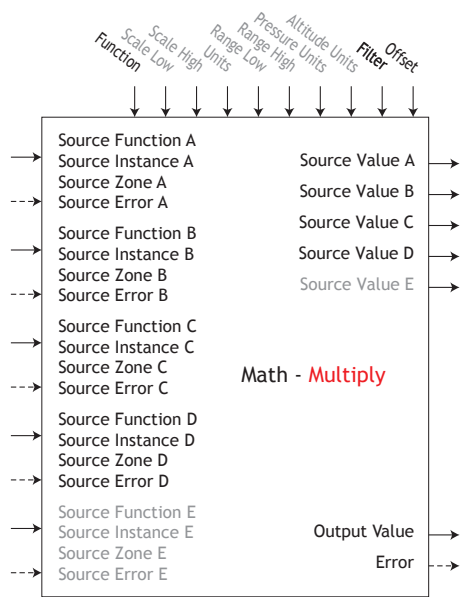 Function
Scale Low
Scale High
Units
Range Low
Range High
Pressure Units
Altitude Units
Filter
Offset
Source Function A
Source Instance A
Source Zone A
Source Error A
Source Function B
Source Instance B
Source Zone B
Source Error B
Source Function C
Source Instance C
Source Zone C
Source Error C
Source Function D
Source Instance D
Source Zone D
Source Error D
Source Function E
Source Instance E
Source Zone E
Source Error E
Source Value A
Source Value B
Source Value C
Source Value D
Source Value E
Math - Multiply
Output Value
Error